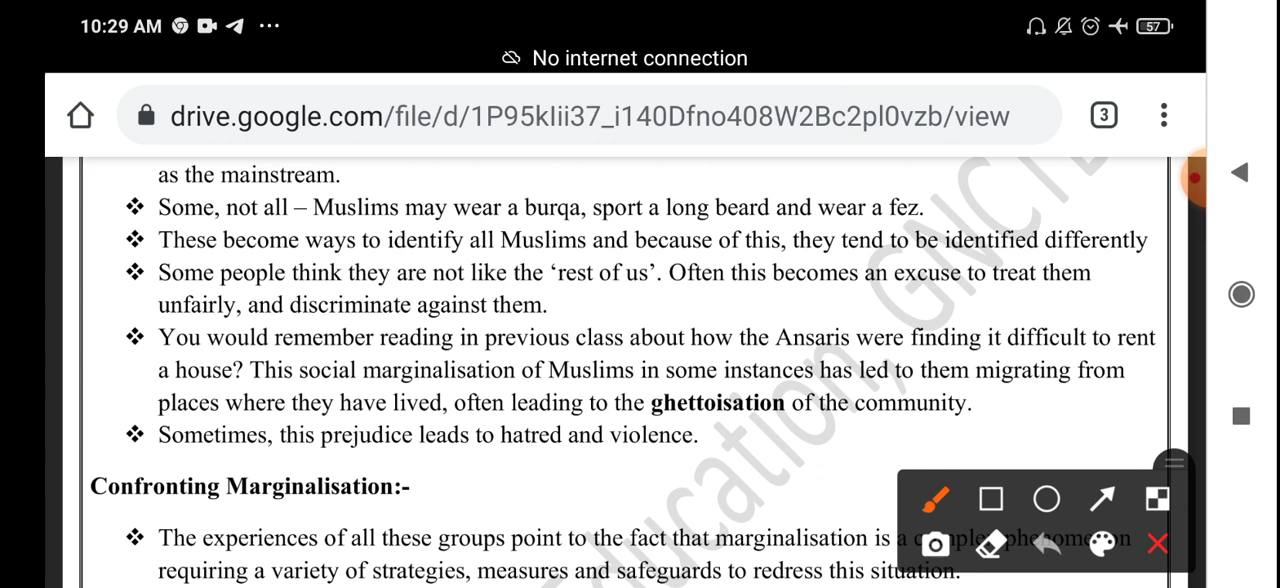 10:29 AM
57
No internet connection
drive.google.com/file/d/1P95kIii37_i140Dfno408W2Bc2pl0vzb/view
3
as the mainstream.
❖ Some, not all – Muslims may wear a burqa, sport a long beard and wear a fez.
❖ These become ways to identify all Muslims and because of this, they tend to be identified differently
❖ Some people think they are not like the ‘rest of us’. Often this becomes an excuse to treat them
unfairly, and discriminate against them.
❖ You would remember reading in previous class about how the Ansaris were finding it difficult to rent
a house? This social marginalisation of Muslims in some instances has led to them migrating from
places where they have lived, often leading to the ghettoisation of the community.
❖ Sometimes, this prejudice leads to hatred and violence.
Confronting Marginalisation:-
❖ The experiences of all these groups point to the fact that marginalisation is a complex phenomenon
requiring a variety of strategies, measures and safeguards to redress this situation.